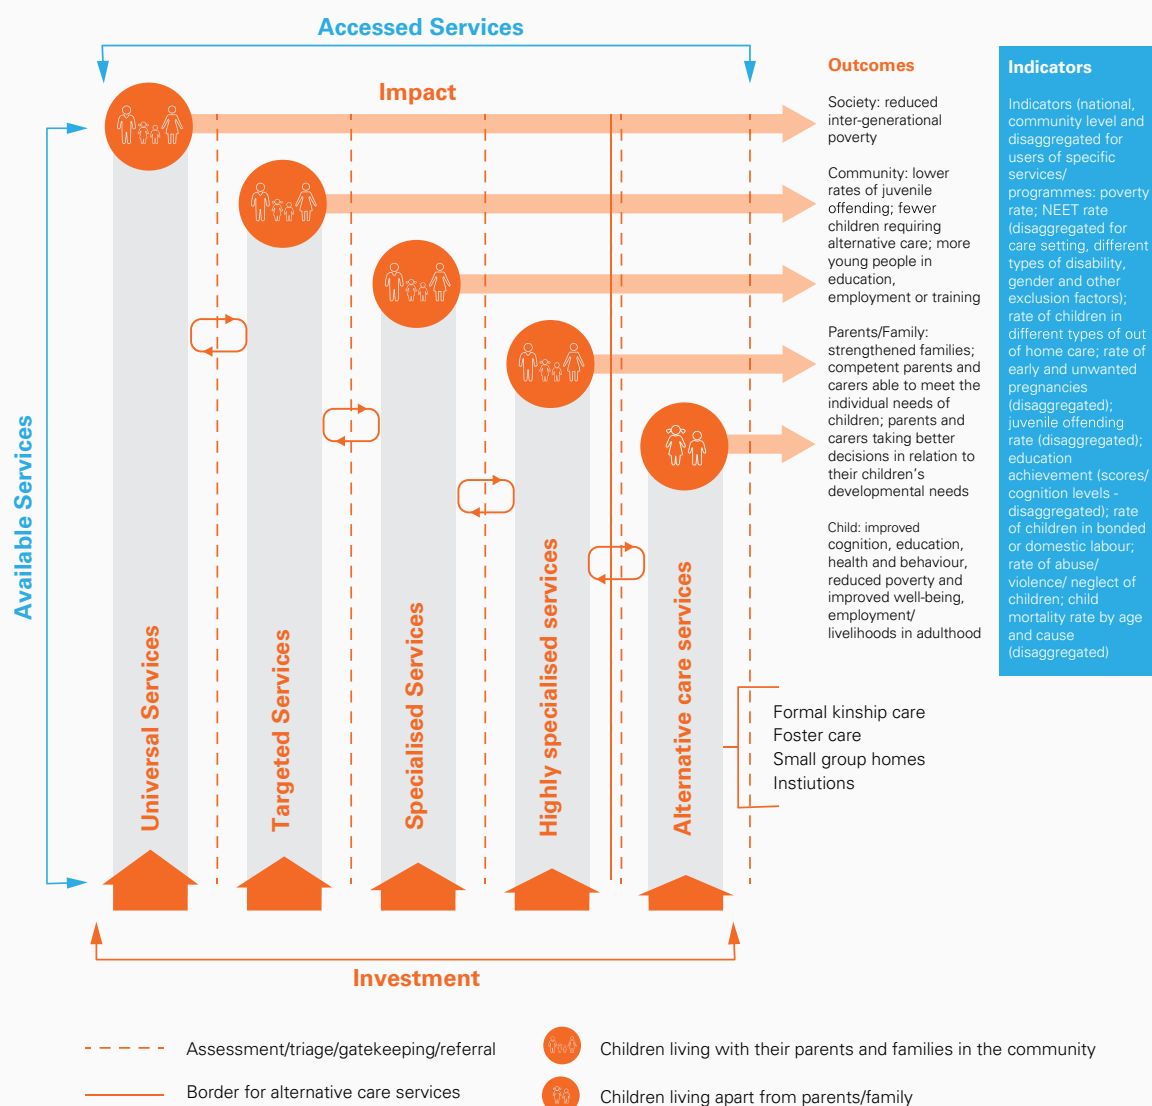 Accessed Services
Impact
Available Services
Universal Services
Targeted Services
Specialised Services
Highly specialised services
Alternative care services
Outcomes
Society: reduced
inter-generational
poverty
Community: lower
rates of juvenile
offending; fewer
children requiring
alternative care; more
young people in
education,
employment or training
Parents/Family:
strengthened families;
competent parents and
carers able to meet the
individual needs of
children; parents and
carers taking better
decisions in relation to
their children’s
developmental needs
Child: improved
cognition, education,
health and behaviour,
reduced poverty and
improved well-being,
employment/
livelihoods in adulthood
Indicators
Indicators (national,
community level and
disaggregated for
users of specific
services/
programmes: poverty
rate; NEET rate
(disaggregated for
care setting, different
types of disability,
gender and other
exclusion factors);
rate of children in
different types of out
of home care; rate of
early and unwanted
pregnancies
(disaggregated);
juvenile offending
rate (disaggregated);
education
achievement (scores/
cognition levels -
disaggregated); rate
of children in bonded
or domestic labour;
rate of abuse/
violence/ neglect of
children; child
mortality rate by age
and cause
(disaggregated)
Formal kinship care
Foster care
Small group homes
Instiutions
Investment
Assessment/triage/gatekeeping/referral
Children living with their parents and families in the community
Border for alternative care services
Children living apart from parents/family